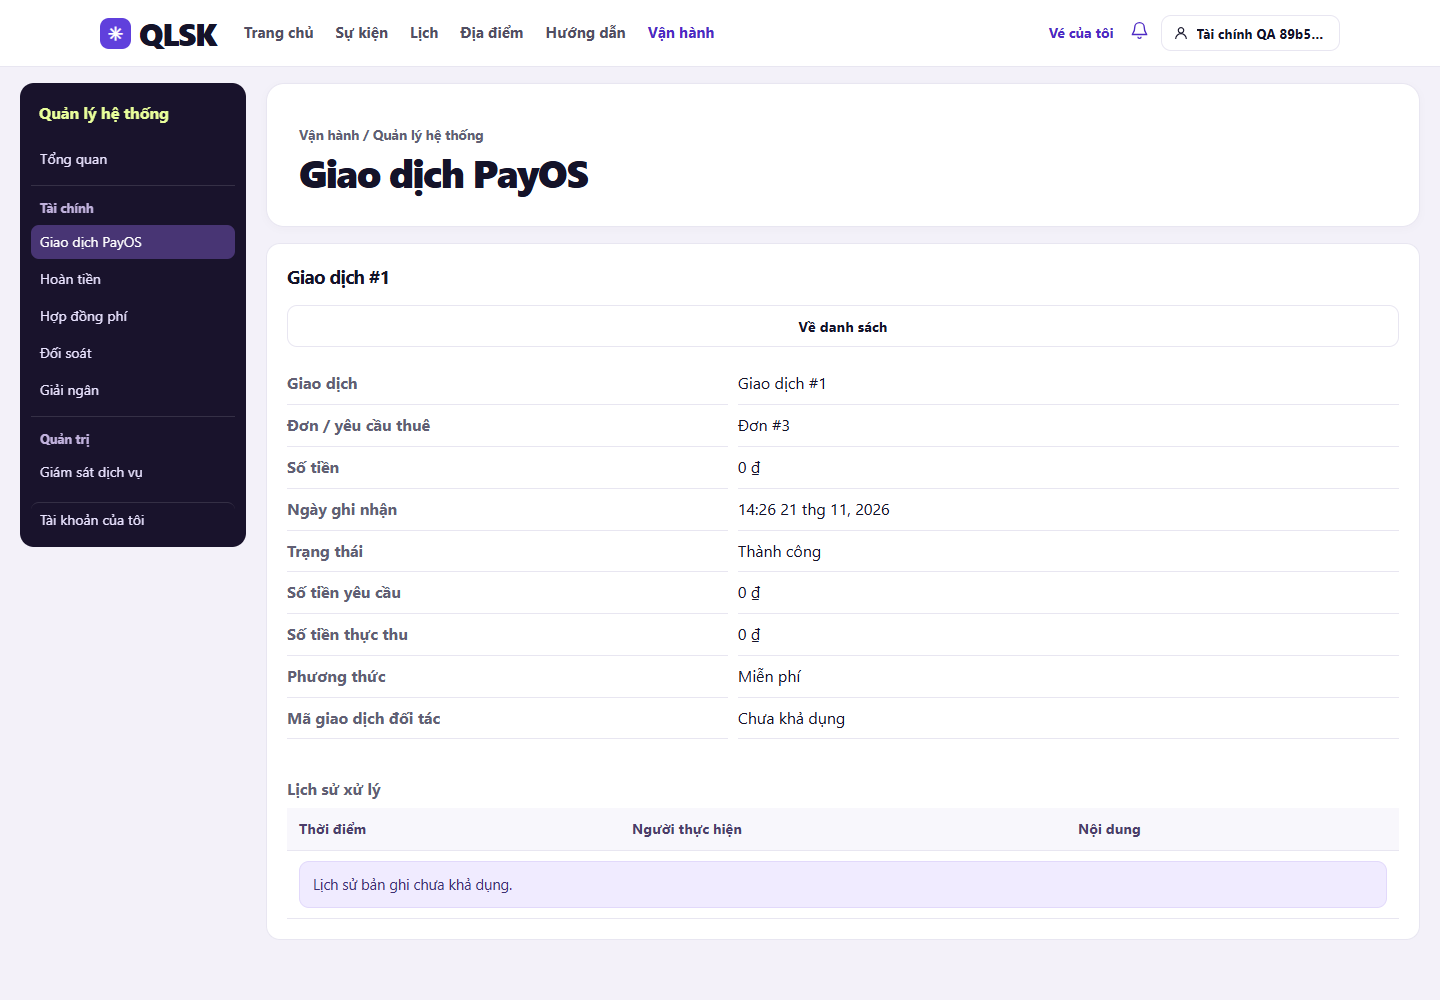 QLSK
Trang chủ
Sự kiện
Lịch
Địa điểm
Hướng dẫn
Vận hành
Vé của tôi
Tài chính QA 89b5...
Quản lý hệ thống
Tổng quan
Tài chính
Giao dịch PayOS
Hoàn tiền
Hợp đồng phí
Đối soát
Giải ngân
Quản trị
Giám sát dịch vụ
Tài khoản của tôi
Vận hành / Quản lý hệ thống
Giao dịch PayOS
Giao dịch #1
Về danh sách
Giao dịch Giao dịch #1
Đơn / yêu cầu thuê Đơn #3
Số tiền 0 ₫
Ngày ghi nhận 14:26 21 thg 11, 2026
Trạng thái Thành công
Số tiền yêu cầu 0 ₫
Số tiền thực thu 0 ₫
Phương thức Miễn phí
Mã giao dịch đối tác Chưa khả dụng
Lịch sử xử lý
Thời điểm Người thực hiện Nội dung
Lịch sử bản ghi chưa khả dụng.